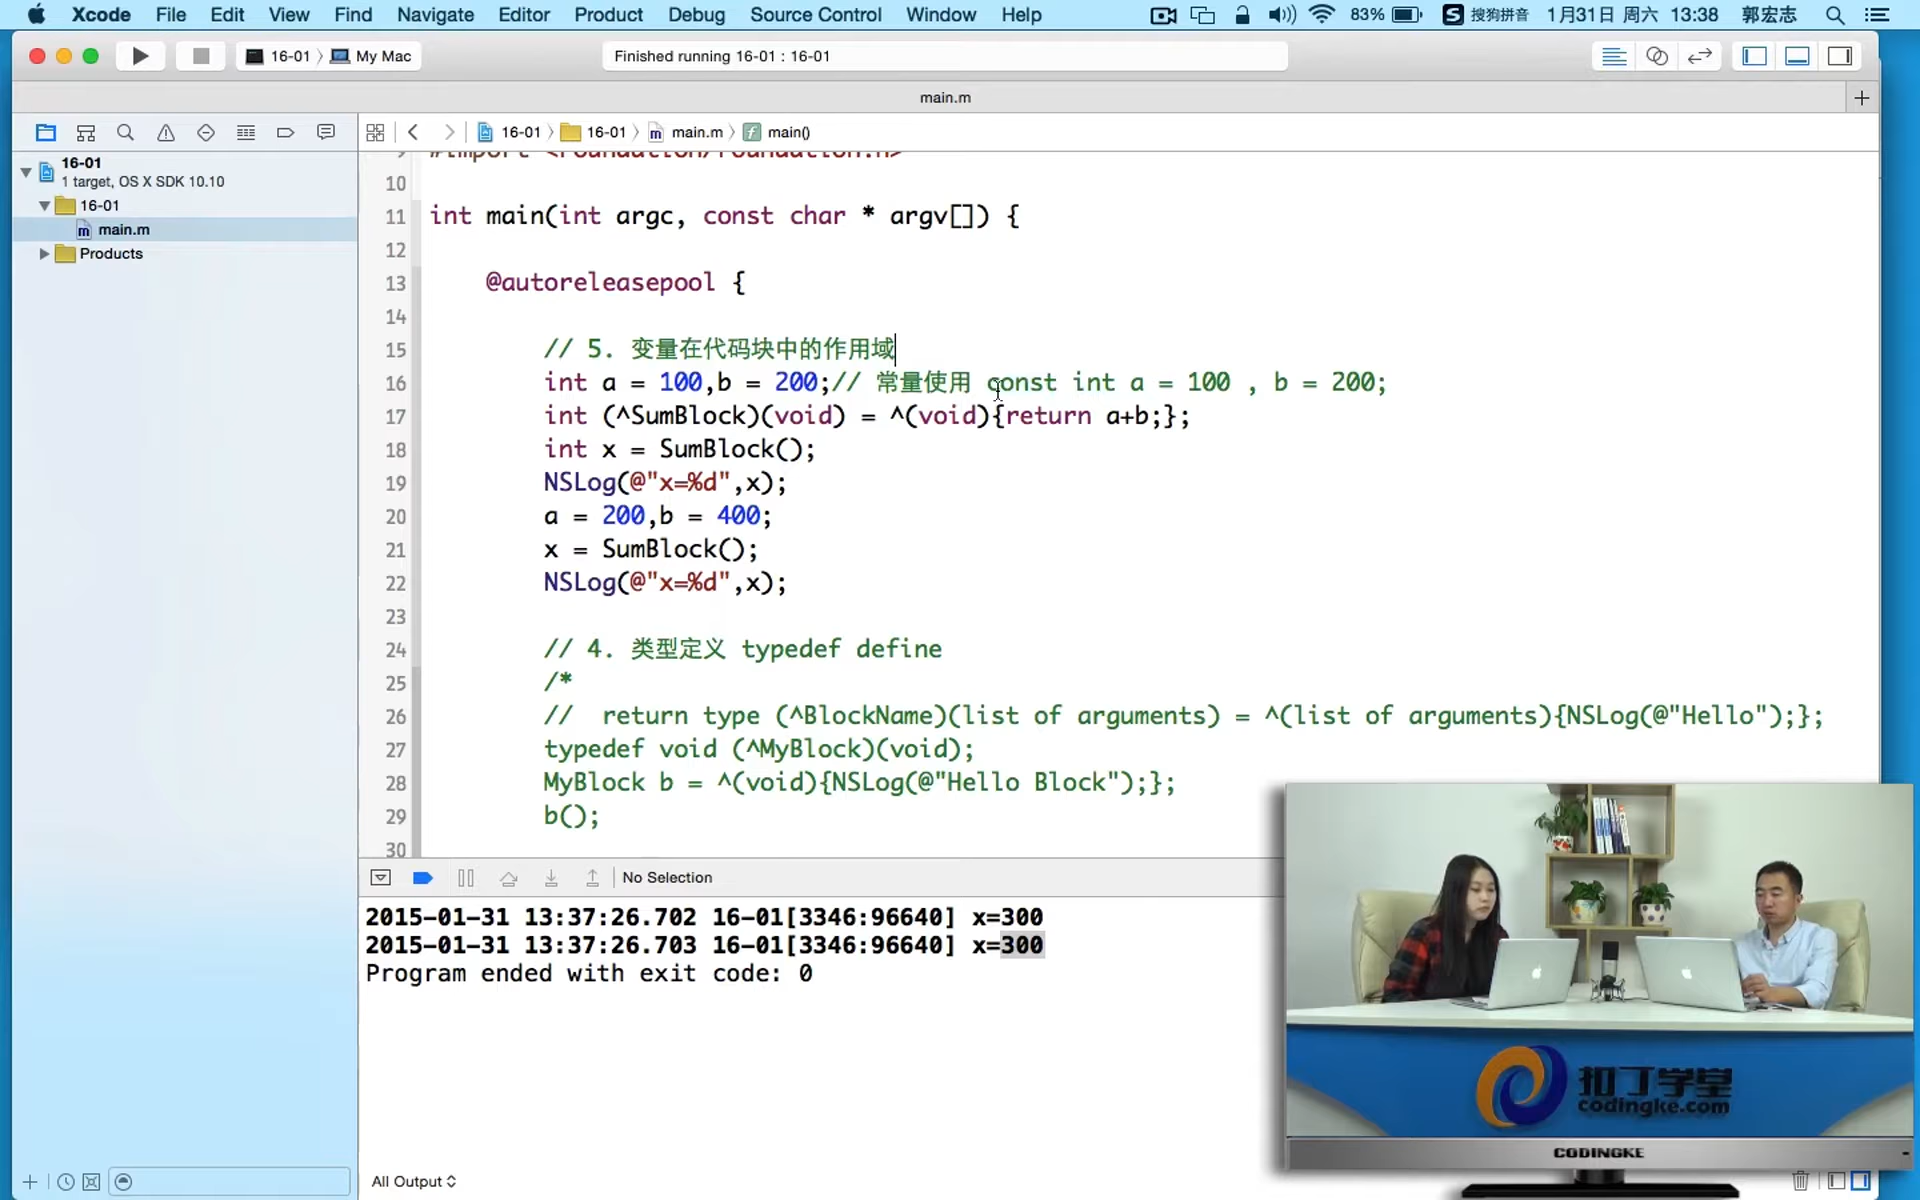 Xcode File Edit View Find Navigate Editor Product Debug Source Control Window Help 83% S 搜狗拼音 1月31日 周六 13:38 郭宏志
16-01 〉 My Mac Finished running 16-01 : 16-01
main.m
16-01 〉 16-01 〉 m main.m 〉 f main()
16-01
1 target, OS X SDK 10.10
16-01
m main.m
Products
9 #import <Foundation/Foundation.h>
10
11 int main(int argc, const char * argv[]) {
12
13 @autoreleasepool {
14
15 // 5. 变量在代码块中的作用域
16 int a = 100,b = 200;// 常量使用 const int a = 100 , b = 200;
17 int (^SumBlock)(void) = ^(void){return a+b;};
18 int x = SumBlock();
19 NSLog(@"x=%d",x);
20 a = 200,b = 400;
21 x = SumBlock();
22 NSLog(@"x=%d",x);
23
24 // 4. 类型定义 typedef define
25 /*
26 // return type (^BlockName)(list of arguments) = ^(list of arguments){NSLog(@"Hello");};
27 typedef void (^MyBlock)(void);
28 MyBlock b = ^(void){NSLog(@"Hello Block");};
29 b();
30
No Selection
2015-01-31 13:37:26.702 16-01[3346:96640] x=300
2015-01-31 13:37:26.703 16-01[3346:96640] x=300
Program ended with exit code: 0
All Output
扣丁学堂
codingke.com
CODINGKE